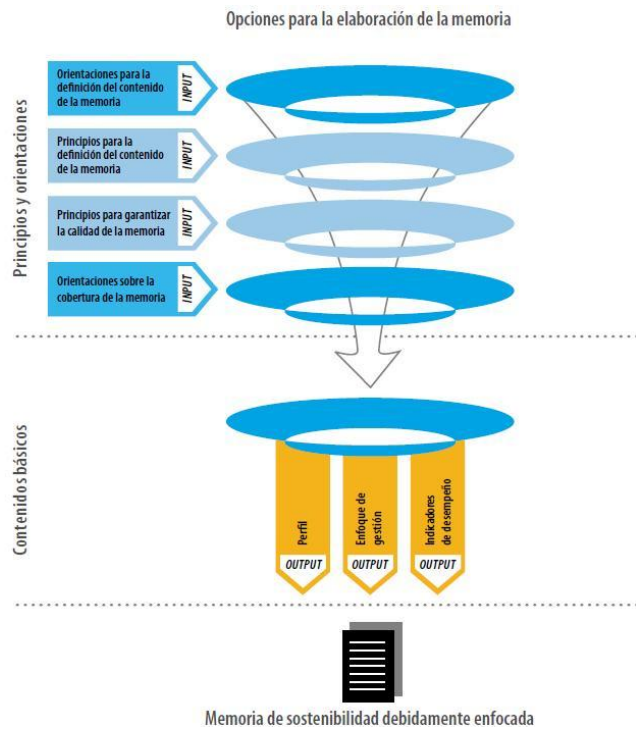 Opciones para la elaboración de la memoria
Principios y orientaciones
Orientaciones para la
definición del contenido
de la memoria
INPUT
Principios para la
definición del contenido
de la memoria
INPUT
Principios para garantizar
la calidad de la memoria
INPUT
Orientaciones sobre la
cobertura de la memoria
INPUT
Contenidos básicos
Perfil
OUTPUT
Enfoque de
gestión
OUTPUT
Indicadores
de desempeño
OUTPUT
Memoria de sostenibilidad debidamente enfocada